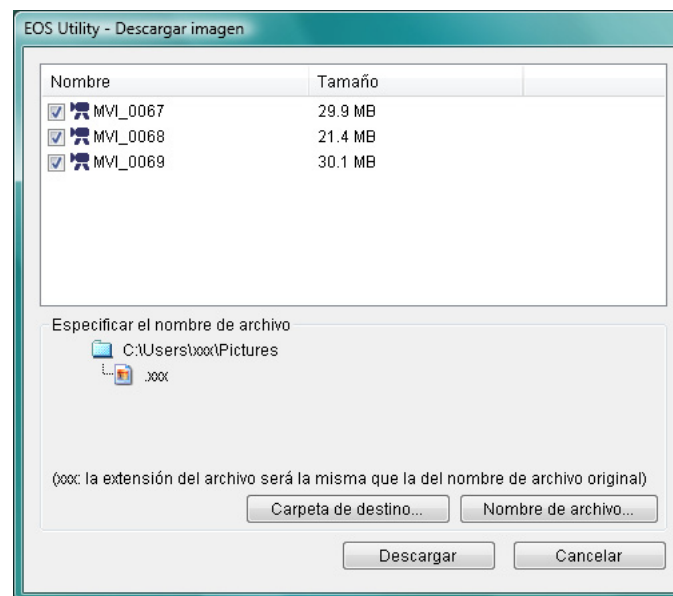 EOS Utility - Descargar imagen
Nombre Tamaño
MVI_0067 29.9 MB
MVI_0068 21.4 MB
MVI_0069 30.1 MB
Especificar el nombre de archivo
C:\Users\xxx\Pictures
.xxx
(xxx: la extensión del archivo será la misma que la del nombre de archivo original)
Carpeta de destino... Nombre de archivo...
Descargar Cancelar